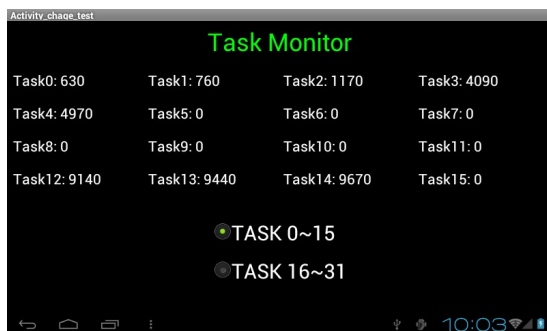 Activity_chage_test
Task Monitor
Task0: 630 Task1: 760 Task2: 1170 Task3: 4090
Task4: 4970 Task5: 0 Task6: 0 Task7: 0
Task8: 0 Task9: 0 Task10: 0 Task11: 0
Task12: 9140 Task13: 9440 Task14: 9670 Task15: 0
TASK 0~15
TASK 16~31
10:03